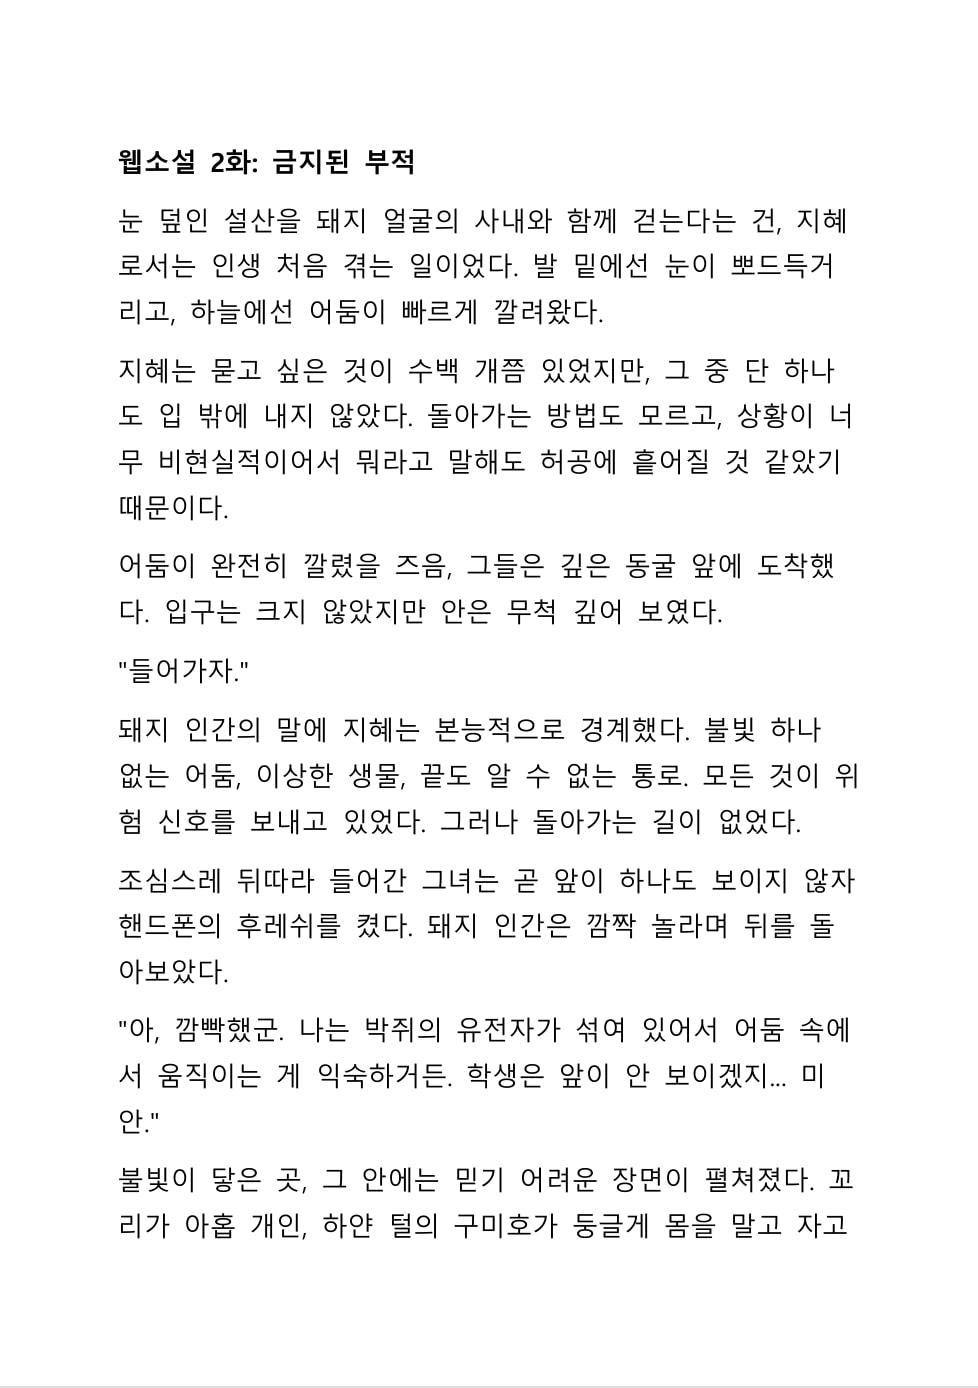 웹소설 2화: 금지된 부적
눈 덮인 설산을 돼지 얼굴의 사내와 함께 걷는다는 건, 지혜
로서는 인생 처음 겪는 일이었다. 발 밑에선 눈이 뽀드득거
리고, 하늘에선 어둠이 빠르게 깔려왔다.
지혜는 묻고 싶은 것이 수백 개쯤 있었지만, 그 중 단 하나
도 입 밖에 내지 않았다. 돌아가는 방법도 모르고, 상황이 너
무 비현실적이어서 뭐라고 말해도 허공에 흩어질 것 같았기
때문이다.
어둠이 완전히 깔렸을 즈음, 그들은 깊은 동굴 앞에 도착했
다. 입구는 크지 않았지만 안은 무척 깊어 보였다.
"들어가자."
돼지 인간의 말에 지혜는 본능적으로 경계했다. 불빛 하나
없는 어둠, 이상한 생물, 끝도 알 수 없는 통로. 모든 것이 위
험 신호를 보내고 있었다. 그러나 돌아가는 길이 없었다.
조심스레 뒤따라 들어간 그녀는 곧 앞이 하나도 보이지 않자
핸드폰의 후레쉬를 켰다. 돼지 인간은 깜짝 놀라며 뒤를 돌
아보았다.
"아, 깜빡했군. 나는 박쥐의 유전자가 섞여 있어서 어둠 속에
서 움직이는 게 익숙하거든. 학생은 앞이 안 보이겠지... 미
안."
불빛이 닿은 곳, 그 안에는 믿기 어려운 장면이 펼쳐졌다. 꼬
리가 아홉 개인, 하얀 털의 구미호가 둥글게 몸을 말고 자고